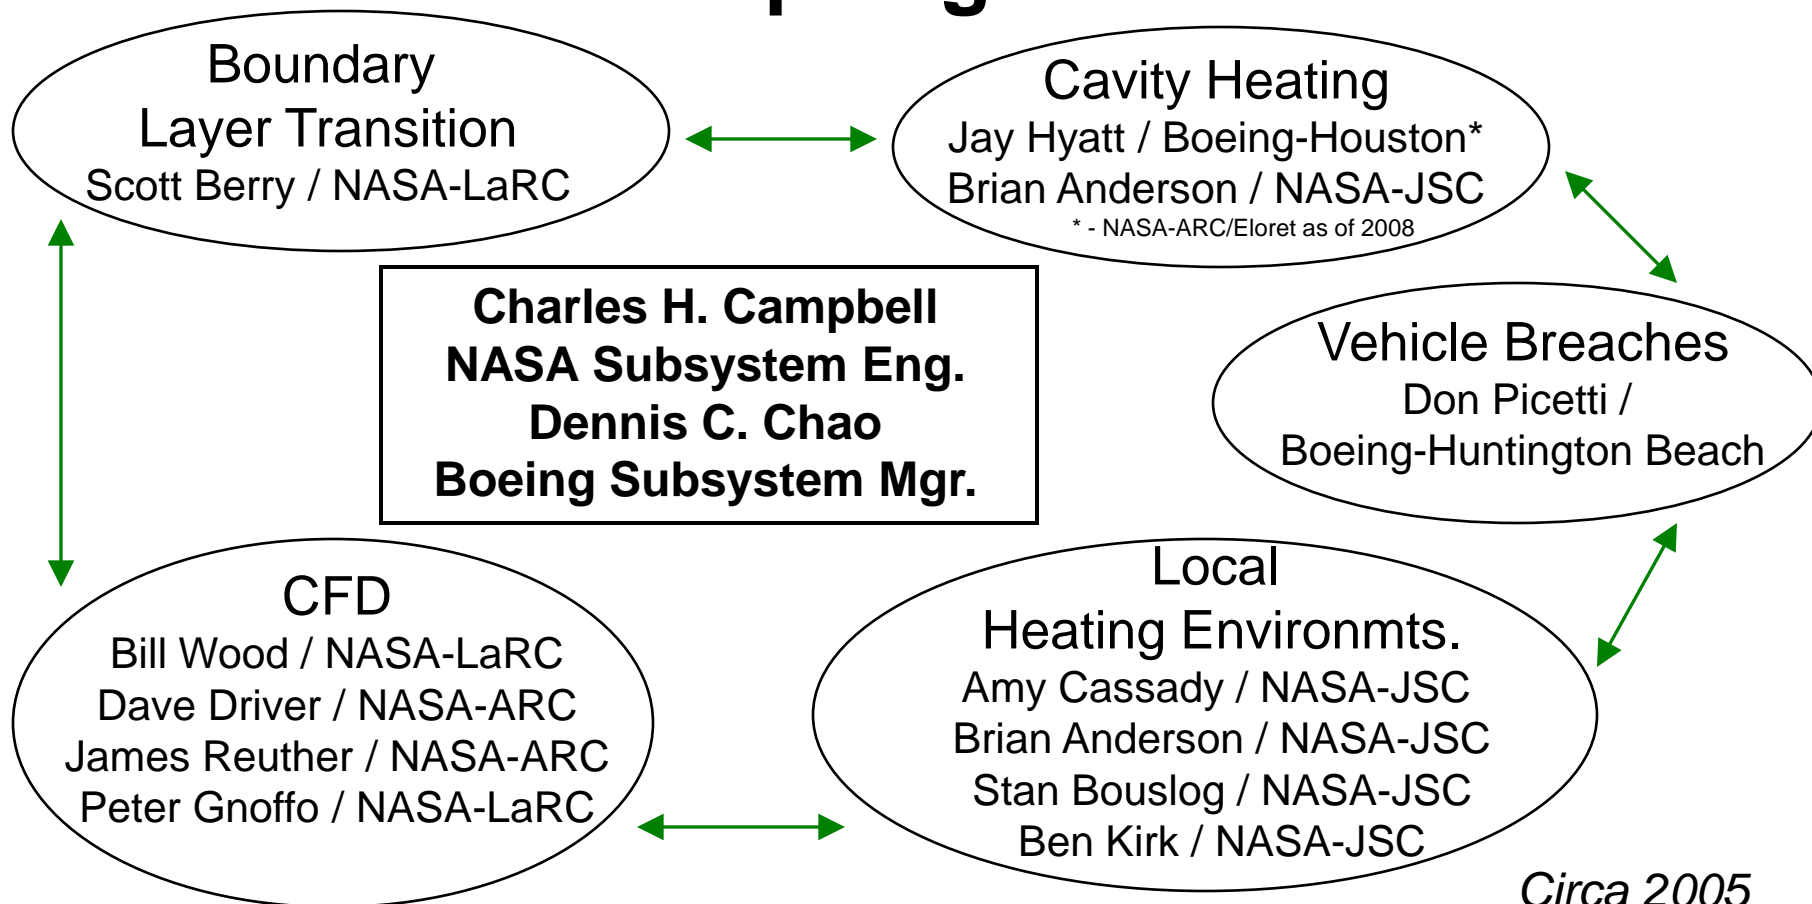 Boundary
Layer Transition
Scott Berry / NASA-LaRC
Cavity Heating
Jay Hyatt / Boeing-Houston*
Brian Anderson / NASA-JSC
* - NASA-ARC/Eloret as of 2008
Charles H. Campbell
NASA Subsystem Eng.
Dennis C. Chao
Boeing Subsystem Mgr.
Vehicle Breaches
Don Picetti /
Boeing-Huntington Beach
CFD
Bill Wood / NASA-LaRC
Dave Driver / NASA-ARC
James Reuther / NASA-ARC
Peter Gnoffo / NASA-LaRC
Local
Heating Environmts.
Amy Cassady / NASA-JSC
Brian Anderson / NASA-JSC
Stan Bouslog / NASA-JSC
Ben Kirk / NASA-JSC
Circa 2005